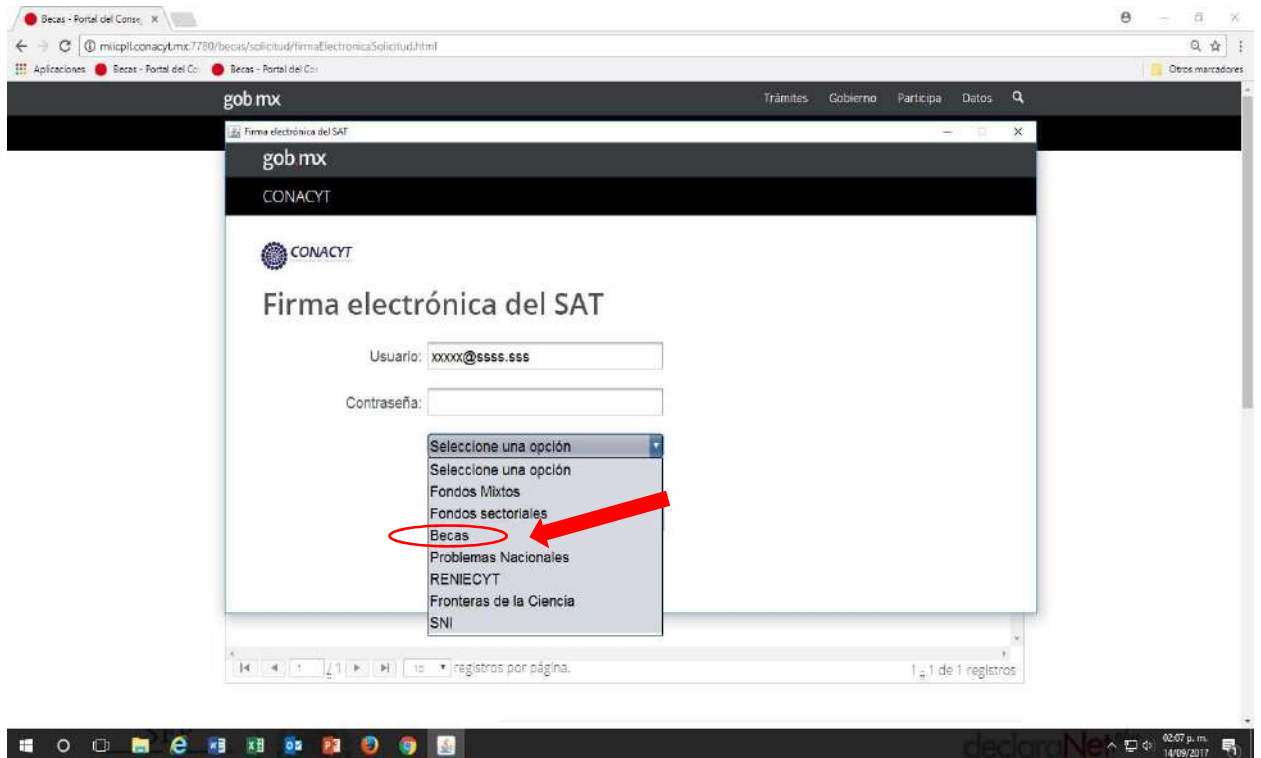 Becas - Portal del Conse
miicpll.conacyt.mx:7780/becas/solicitud/firmaElectronicaSolicitud.html
Aplicaciones Becas - Portal del Co Becas - Portal del Co Otros marcadores
gob.mx Trámites Gobierno Participa Datos
Firma electrónica del SAT
gob.mx
CONACYT
CONACYT
Firma electrónica del SAT
Usuario: xxxxx@ssss.sss
Contraseña:
Seleccione una opción
Seleccione una opción
Fondos Mixtos
Fondos sectoriales
Becas
Problemas Nacionales
RENIECYT
Fronteras de la Ciencia
SNI
1 / 1 registros por página. 1 - 1 de 1 registros
declaraNet
02:07 p. m.
14/09/2017